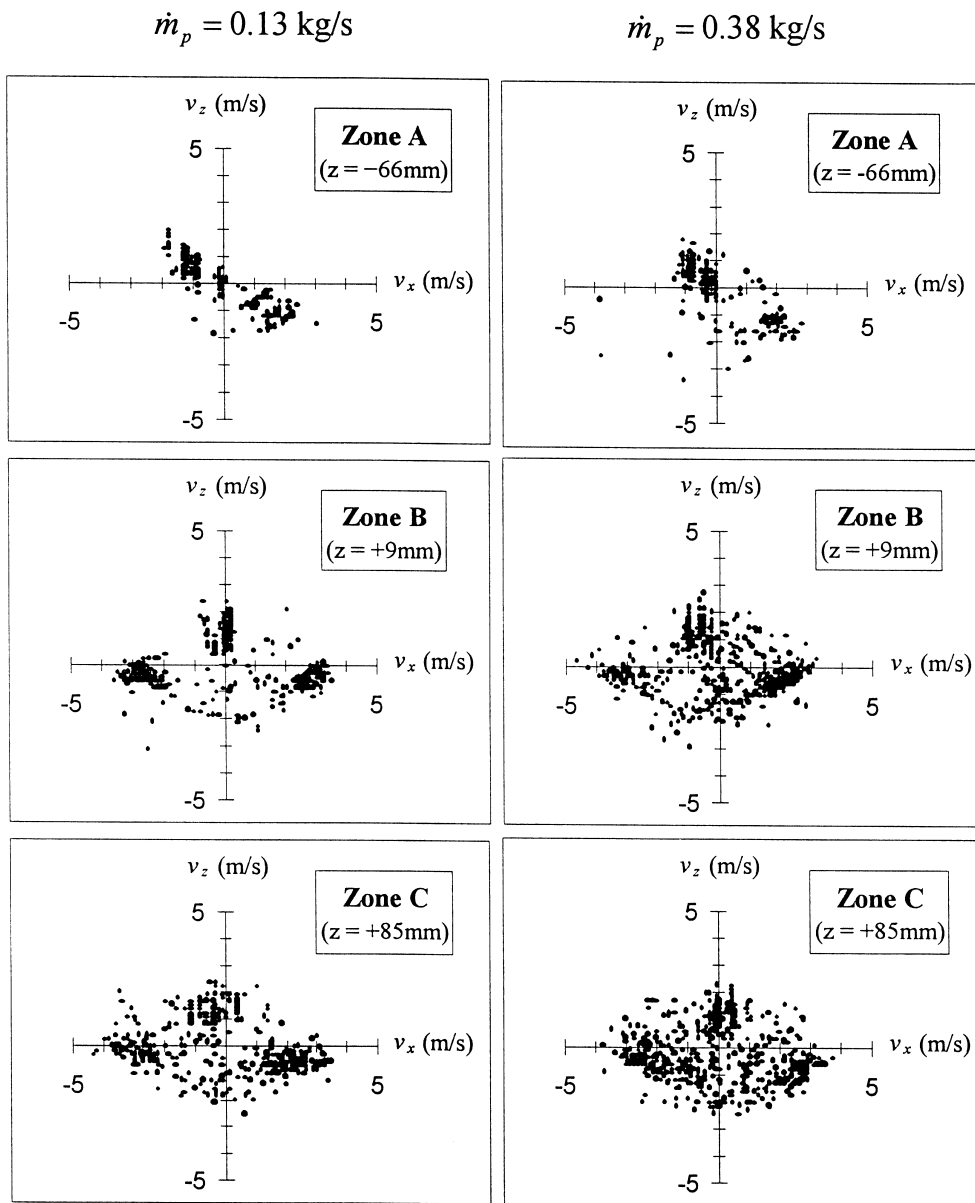 ṁ_p = 0.13 kg/s
ṁ_p = 0.38 kg/s
v_z (m/s)
Zone A
(z = −66mm)
5
v_x (m/s)
-5
5
-5
v_z (m/s)
Zone A
(z = -66mm)
5
v_x (m/s)
-5
5
-5
v_z (m/s)
Zone B
(z = +9mm)
5
v_x (m/s)
-5
5
-5
v_z (m/s)
Zone B
(z = +9mm)
5
v_x (m/s)
-5
5
-5
v_z (m/s)
Zone C
(z = +85mm)
5
v_x (m/s)
-5
5
-5
v_z (m/s)
Zone C
(z = +85mm)
5
v_x (m/s)
-5
5
-5